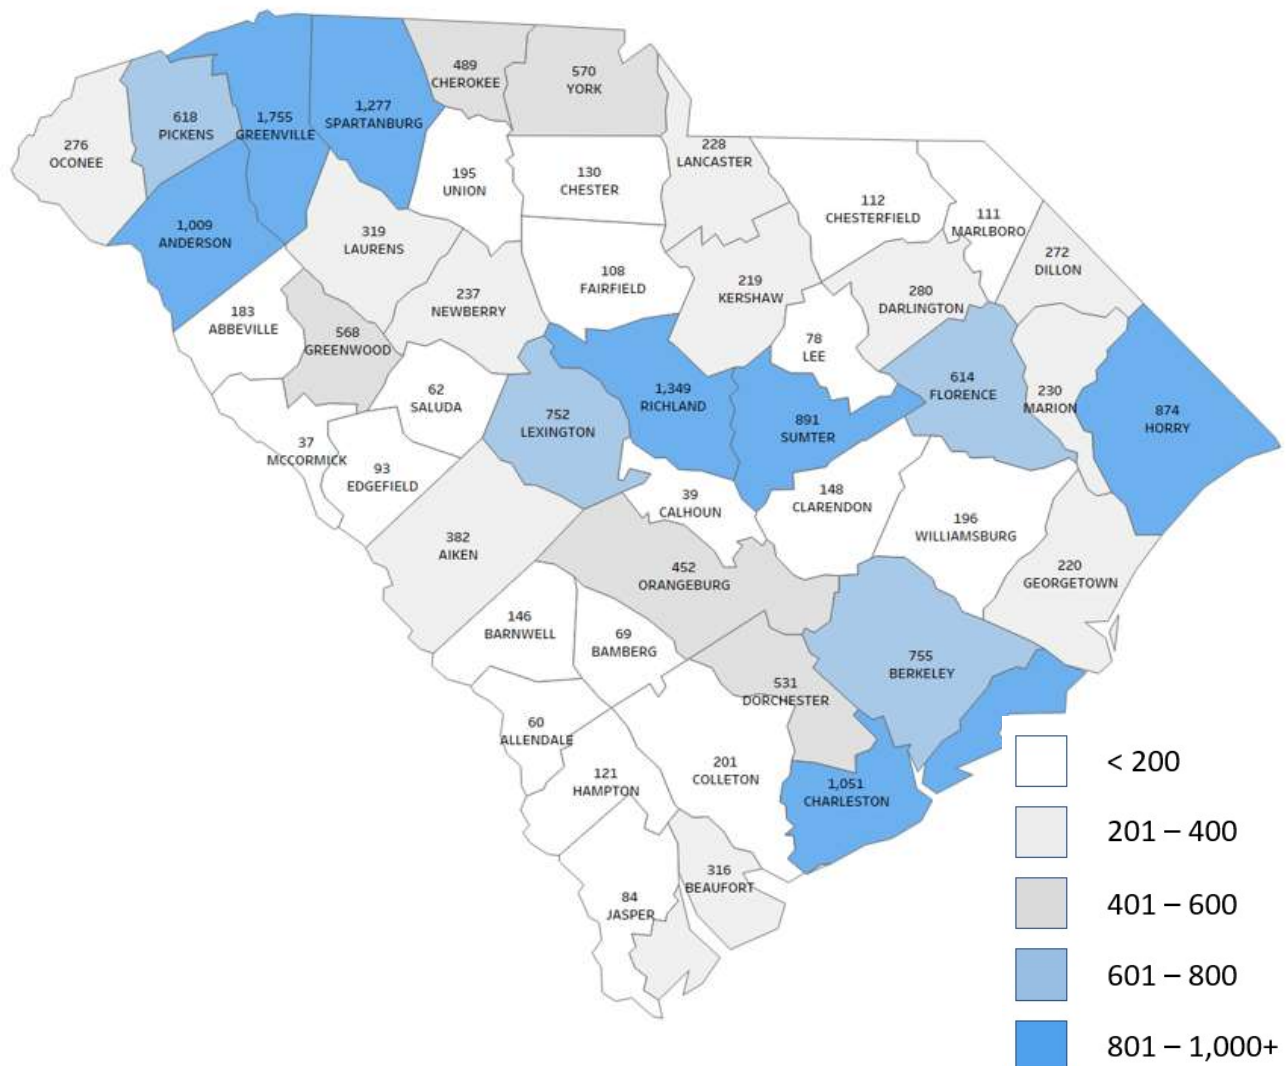 489
CHEROKEE
570
YORK
618
PICKENS
1,755
GREENVILLE
1,277
SPARTANBURG
276
OCONEE
228
LANCASTER
195
UNION
130
CHESTER
112
CHESTERFIELD
111
MARLBORO
1,009
ANDERSON
319
LAURENS
272
DILLON
108
FAIRFIELD
219
KERSHAW
237
NEWBERRY
280
DARLINGTON
183
ABBEVILLE
568
GREENWOOD
78
LEE
62
SALUDA
1,349
RICHLAND
614
FLORENCE
230
MARION
874
HORRY
752
LEXINGTON
891
SUMTER
37
MCCORMICK
93
EDGEFIELD
39
CALHOUN
148
CLARENDON
196
WILLIAMSBURG
382
AIKEN
452
ORANGEBURG
220
GEORGETOWN
146
BARNWELL
69
BAMBERG
755
BERKELEY
531
DORCHESTER
60
ALLENDALE
121
HAMPTON
201
COLLETON
1,051
CHARLESTON
316
BEAUFORT
84
JASPER
< 200
201 – 400
401 – 600
601 – 800
801 – 1,000+